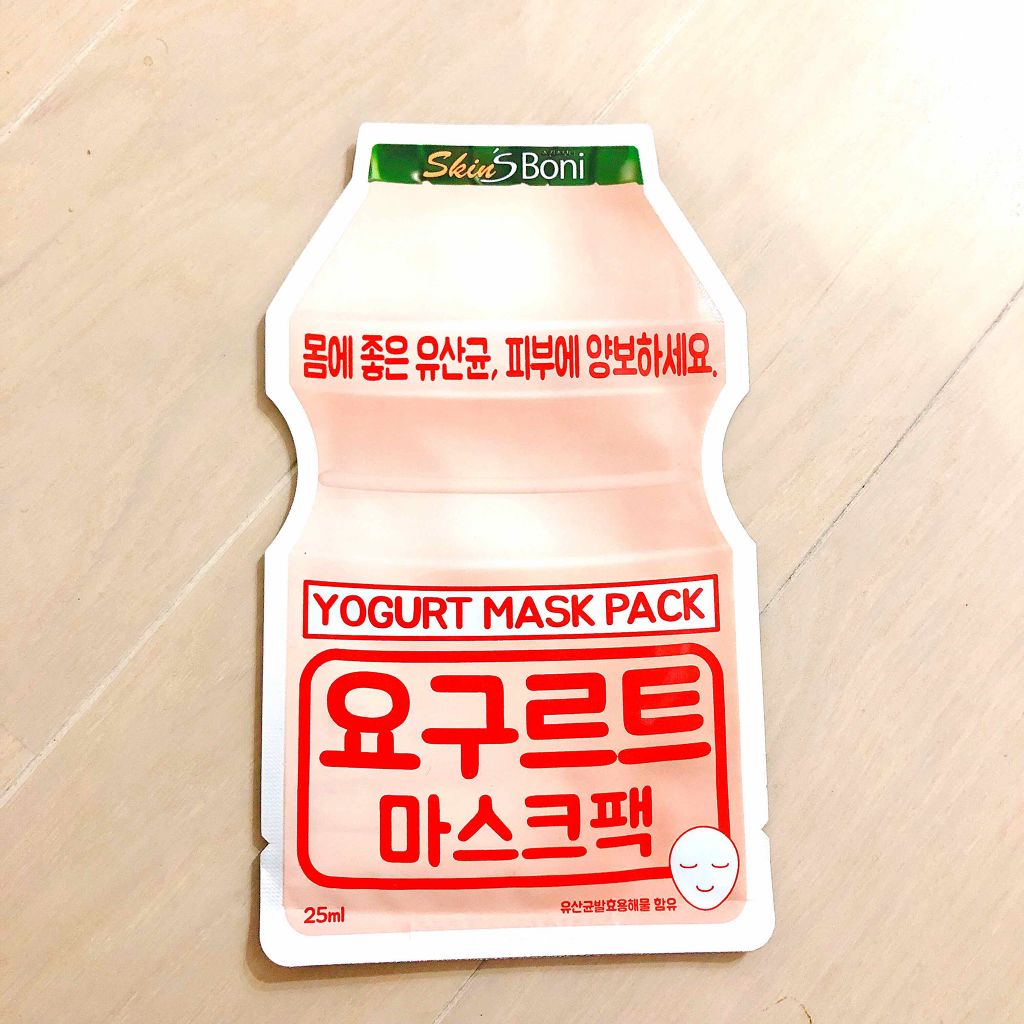 Skin'S Boni
몸에 좋은 유산균, 피부에 양보하세요.
YOGURT MASK PACK
요구르트
마스크팩
유산균발효용해물 함유
25ml